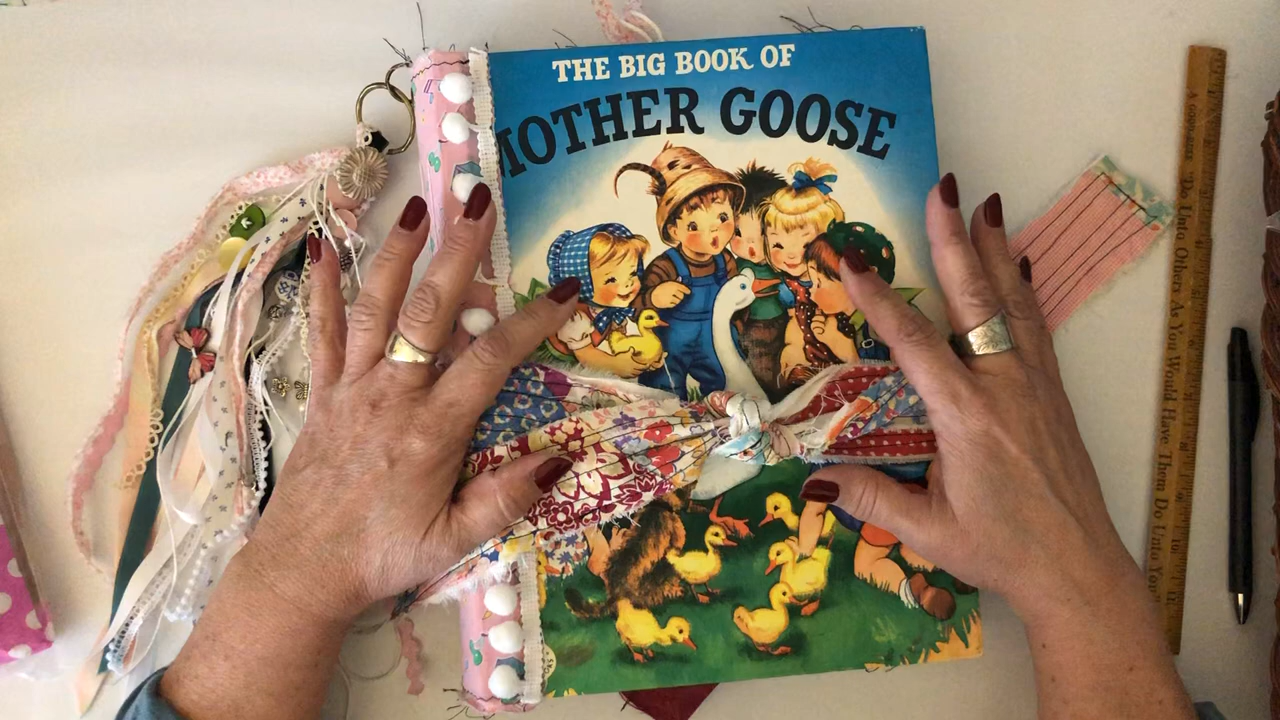 THE BIG BOOK OF
MOTHER GOOSE
Do Unto Others As You Would Have Them Do Unto You